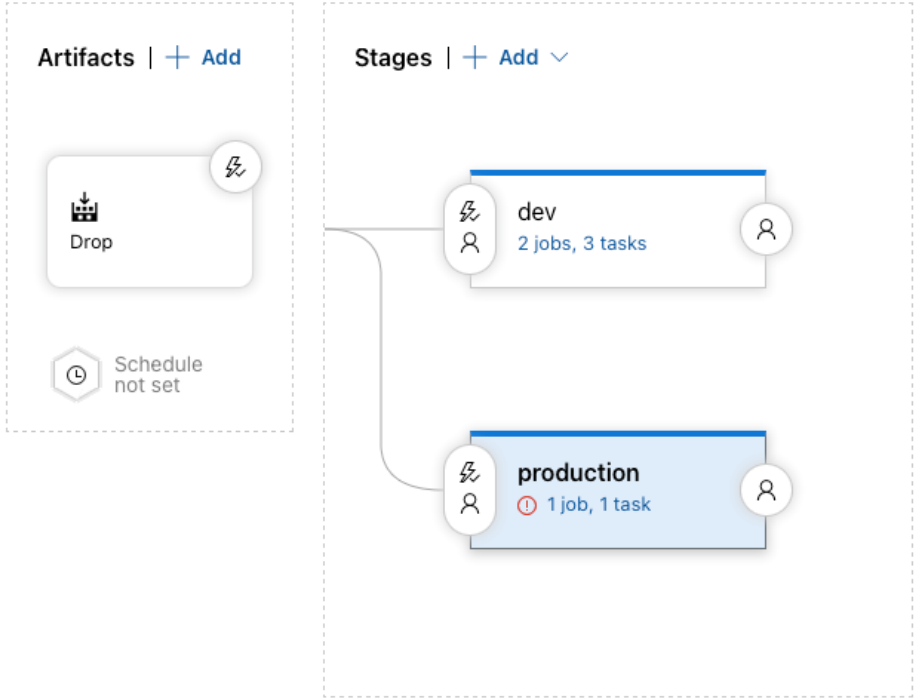 Artifacts | + Add
Drop
Schedule
not set
Stages | + Add
dev
2 jobs, 3 tasks
production
1 job, 1 task